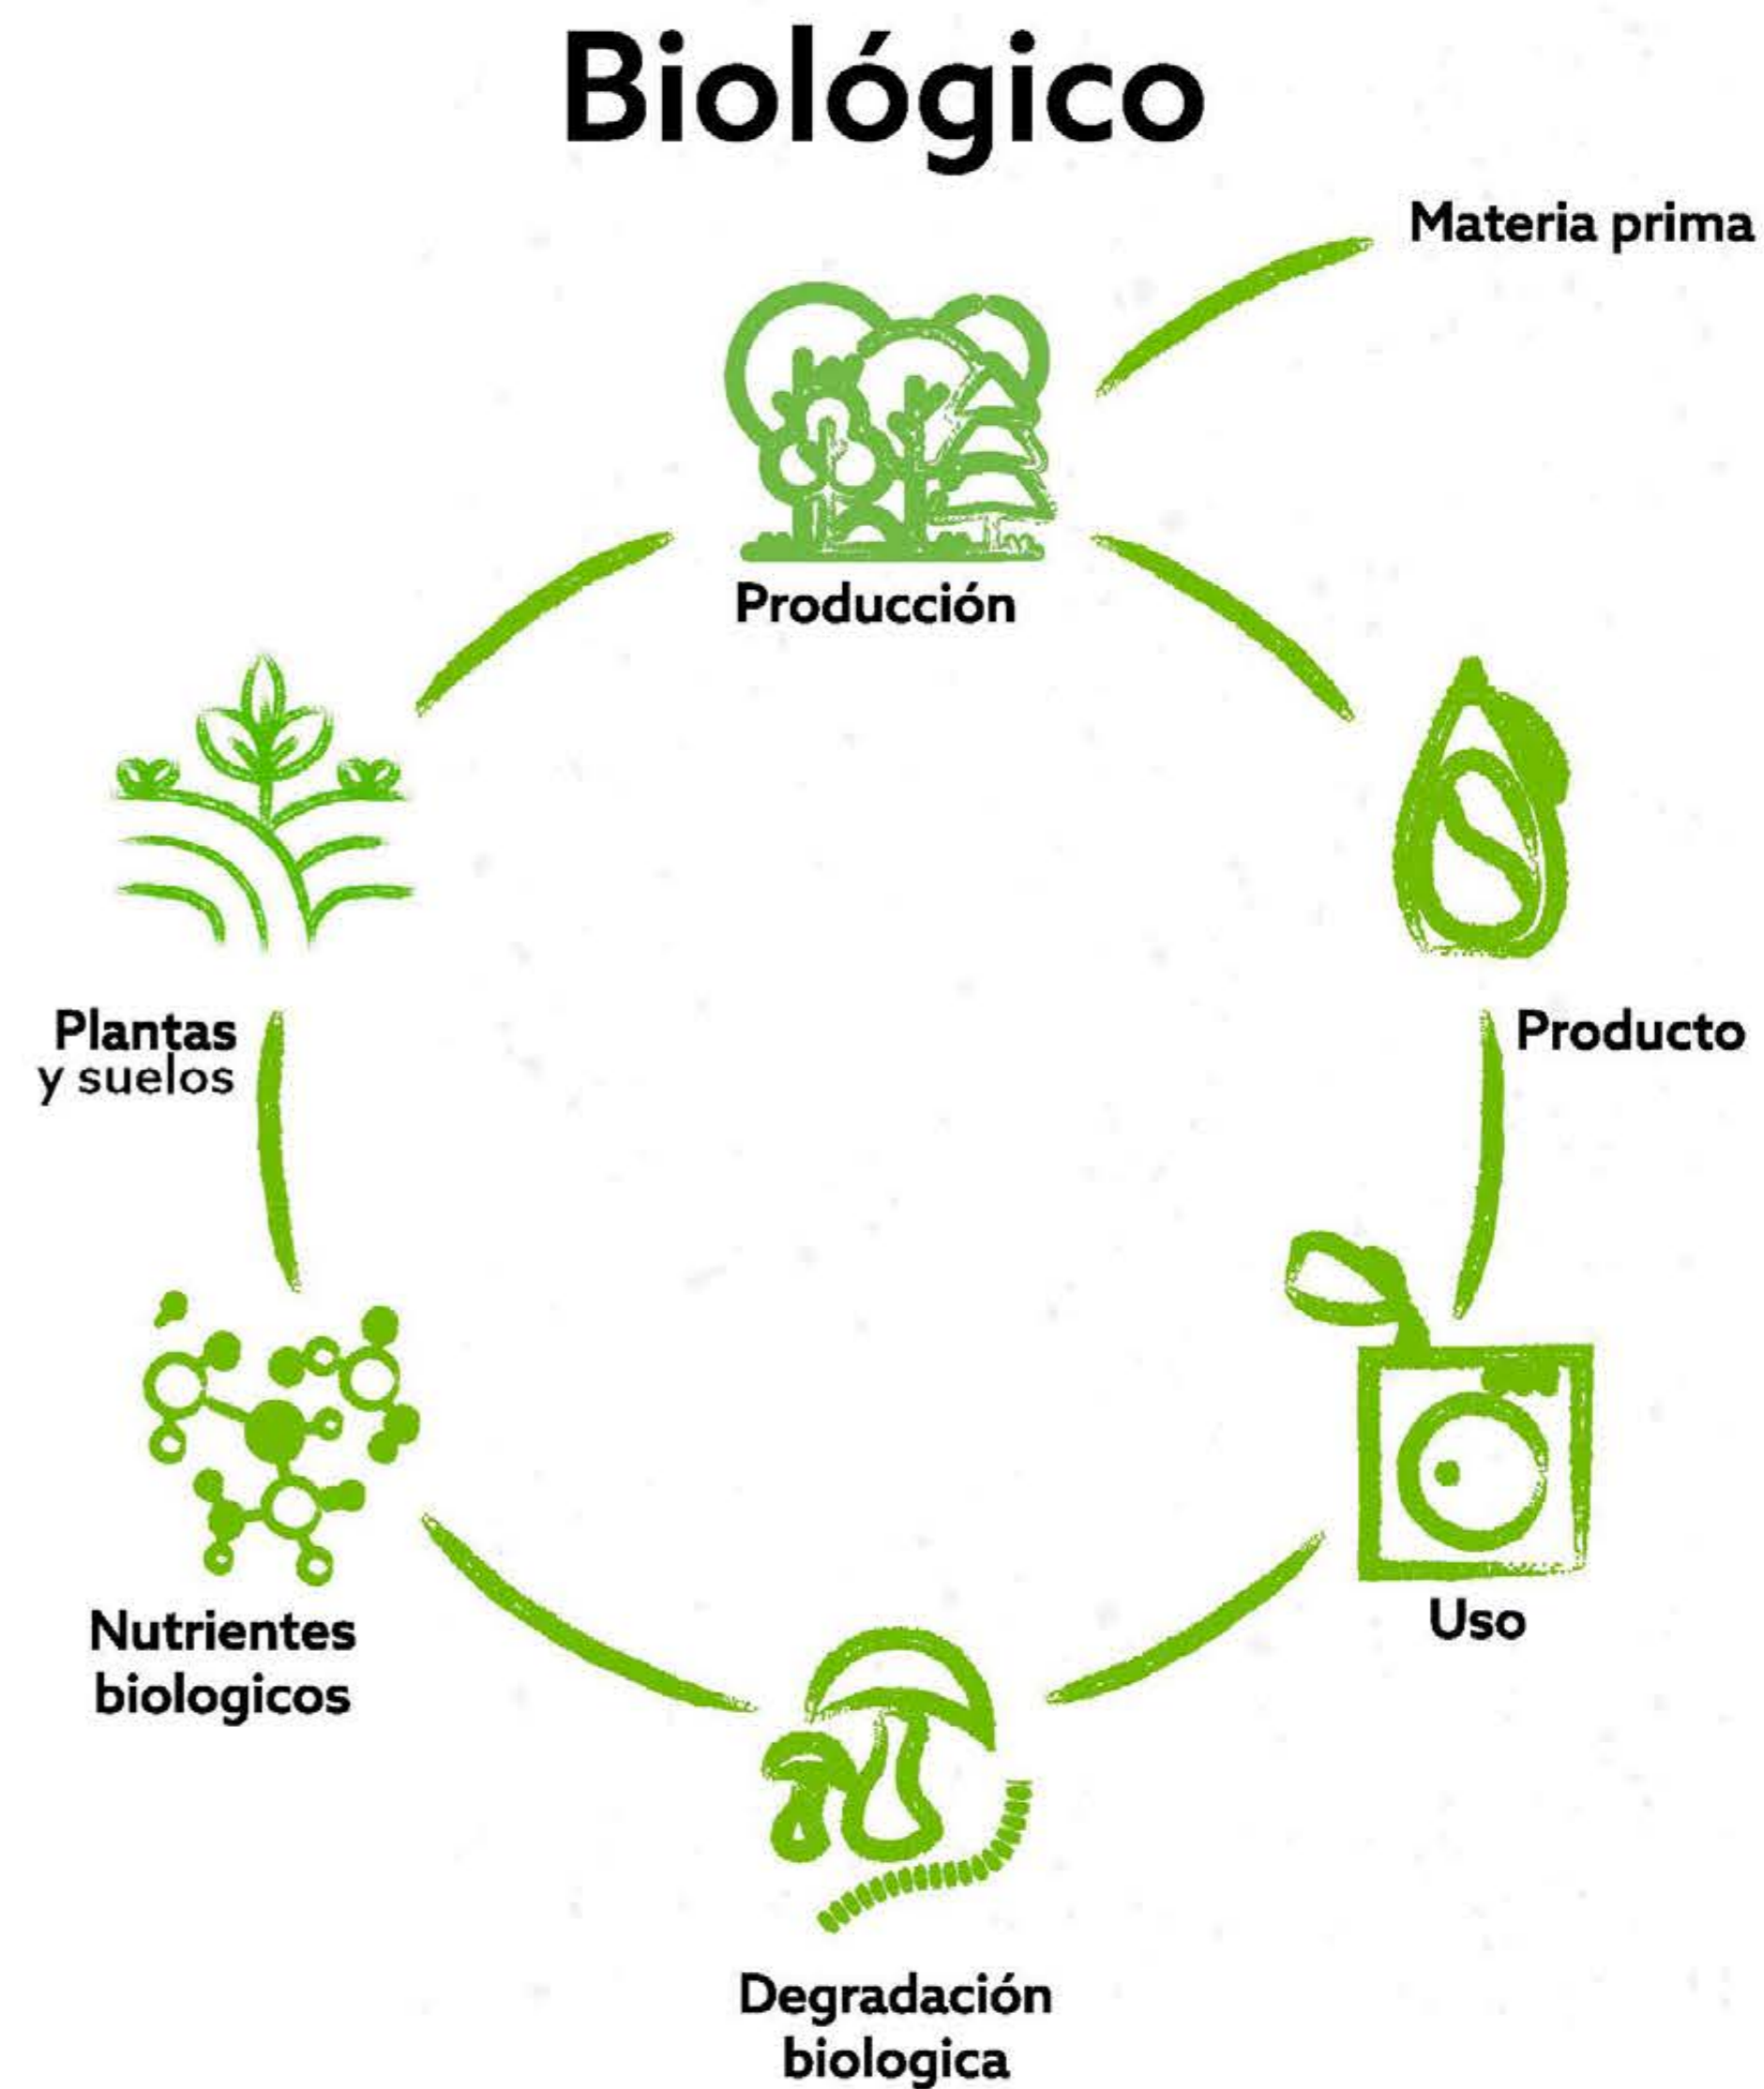 Biológico
Materia prima
Producción
Plantas
y suelos
Producto
Nutrientes
biologicos
Uso
Degradación
biologica